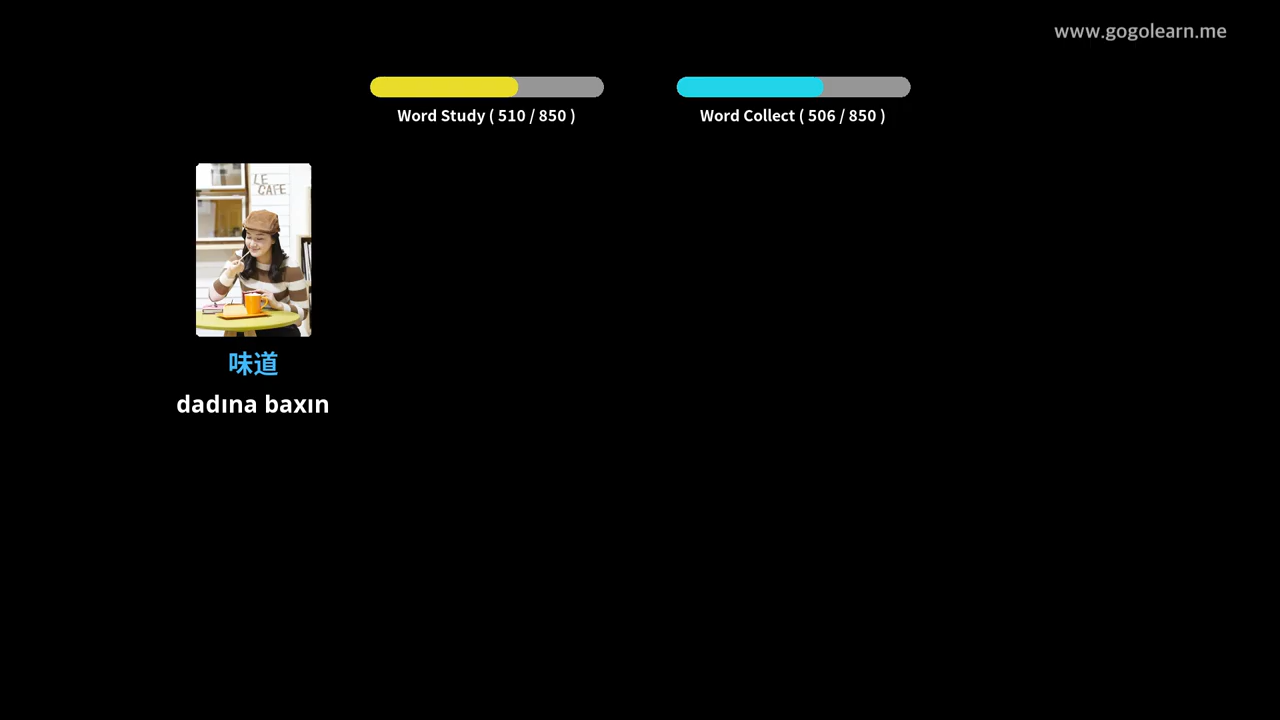 www.gogolearn.me
Word Study ( 510 / 850 )
Word Collect ( 506 / 850 )
LE
CAFE
味道
dadına baxın